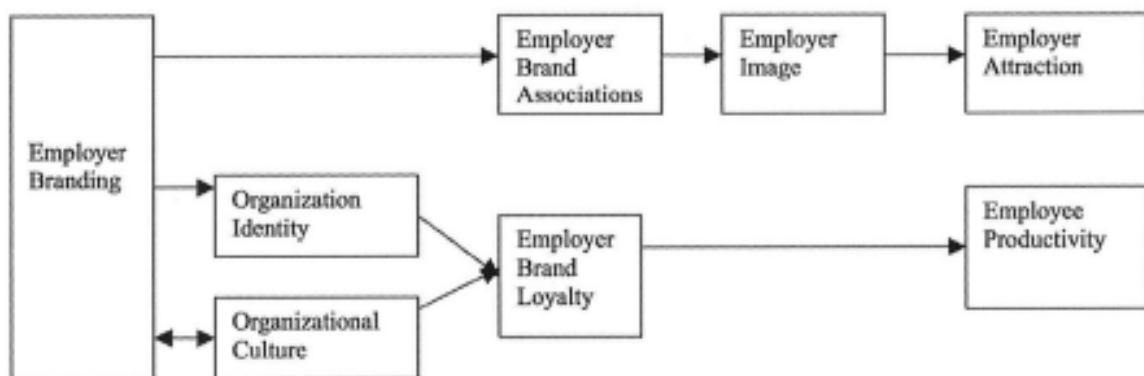 Employer
Branding
Employer
Brand
Associations
Employer
Image
Employer
Attraction
Organization
Identity
Organizational
Culture
Employer
Brand
Loyalty
Employee
Productivity